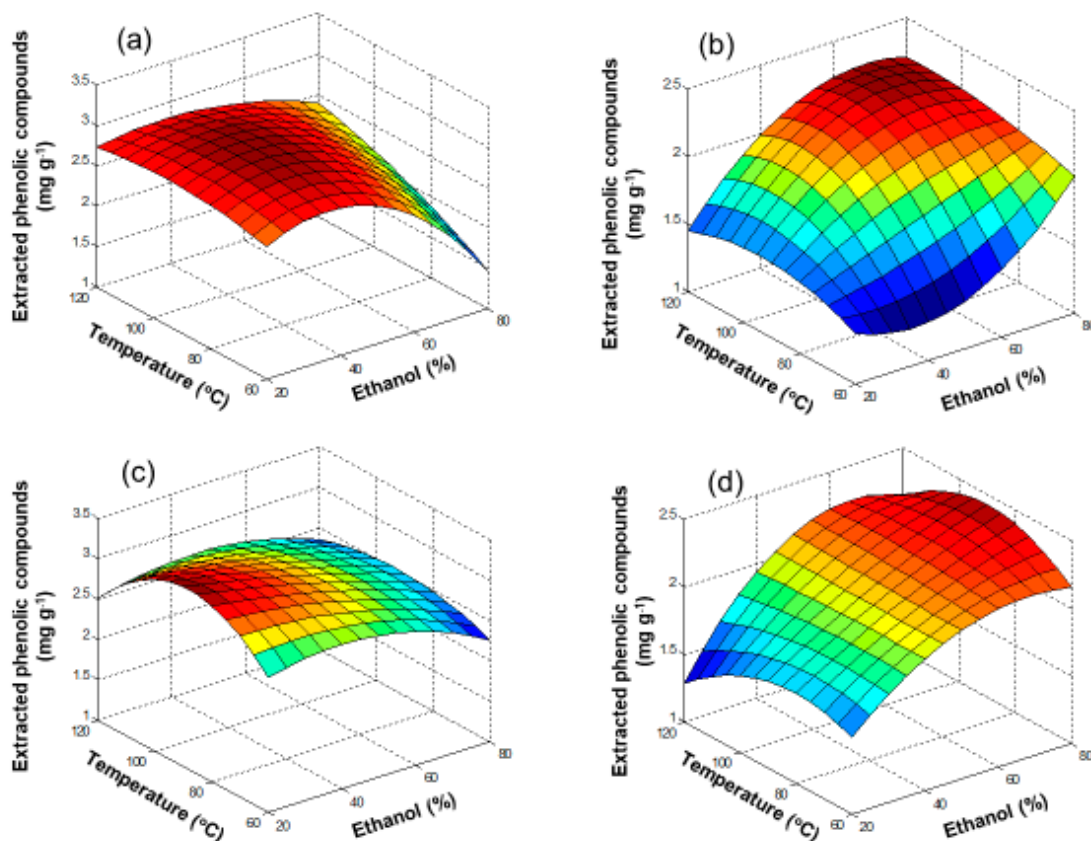 (a)
Extracted phenolic compounds
(mg g⁻¹)
3.5
3
2.5
2
1.5
1
120
100
80
60
Temperature (°C)
20
40
60
80
Ethanol (%)
(b)
Extracted phenolic compounds
(mg g⁻¹)
2.5
2
1.5
1
120
100
80
60
Temperature (°C)
20
40
60
80
Ethanol (%)
(c)
Extracted phenolic compounds
(mg g⁻¹)
3.5
3
2.5
2
1.5
1
120
100
80
60
Temperature (°C)
20
40
60
80
Ethanol (%)
(d)
Extracted phenolic compounds
(mg g⁻¹)
2.5
2
1.5
1
120
100
80
60
Temperature (°C)
20
40
60
80
Ethanol (%)